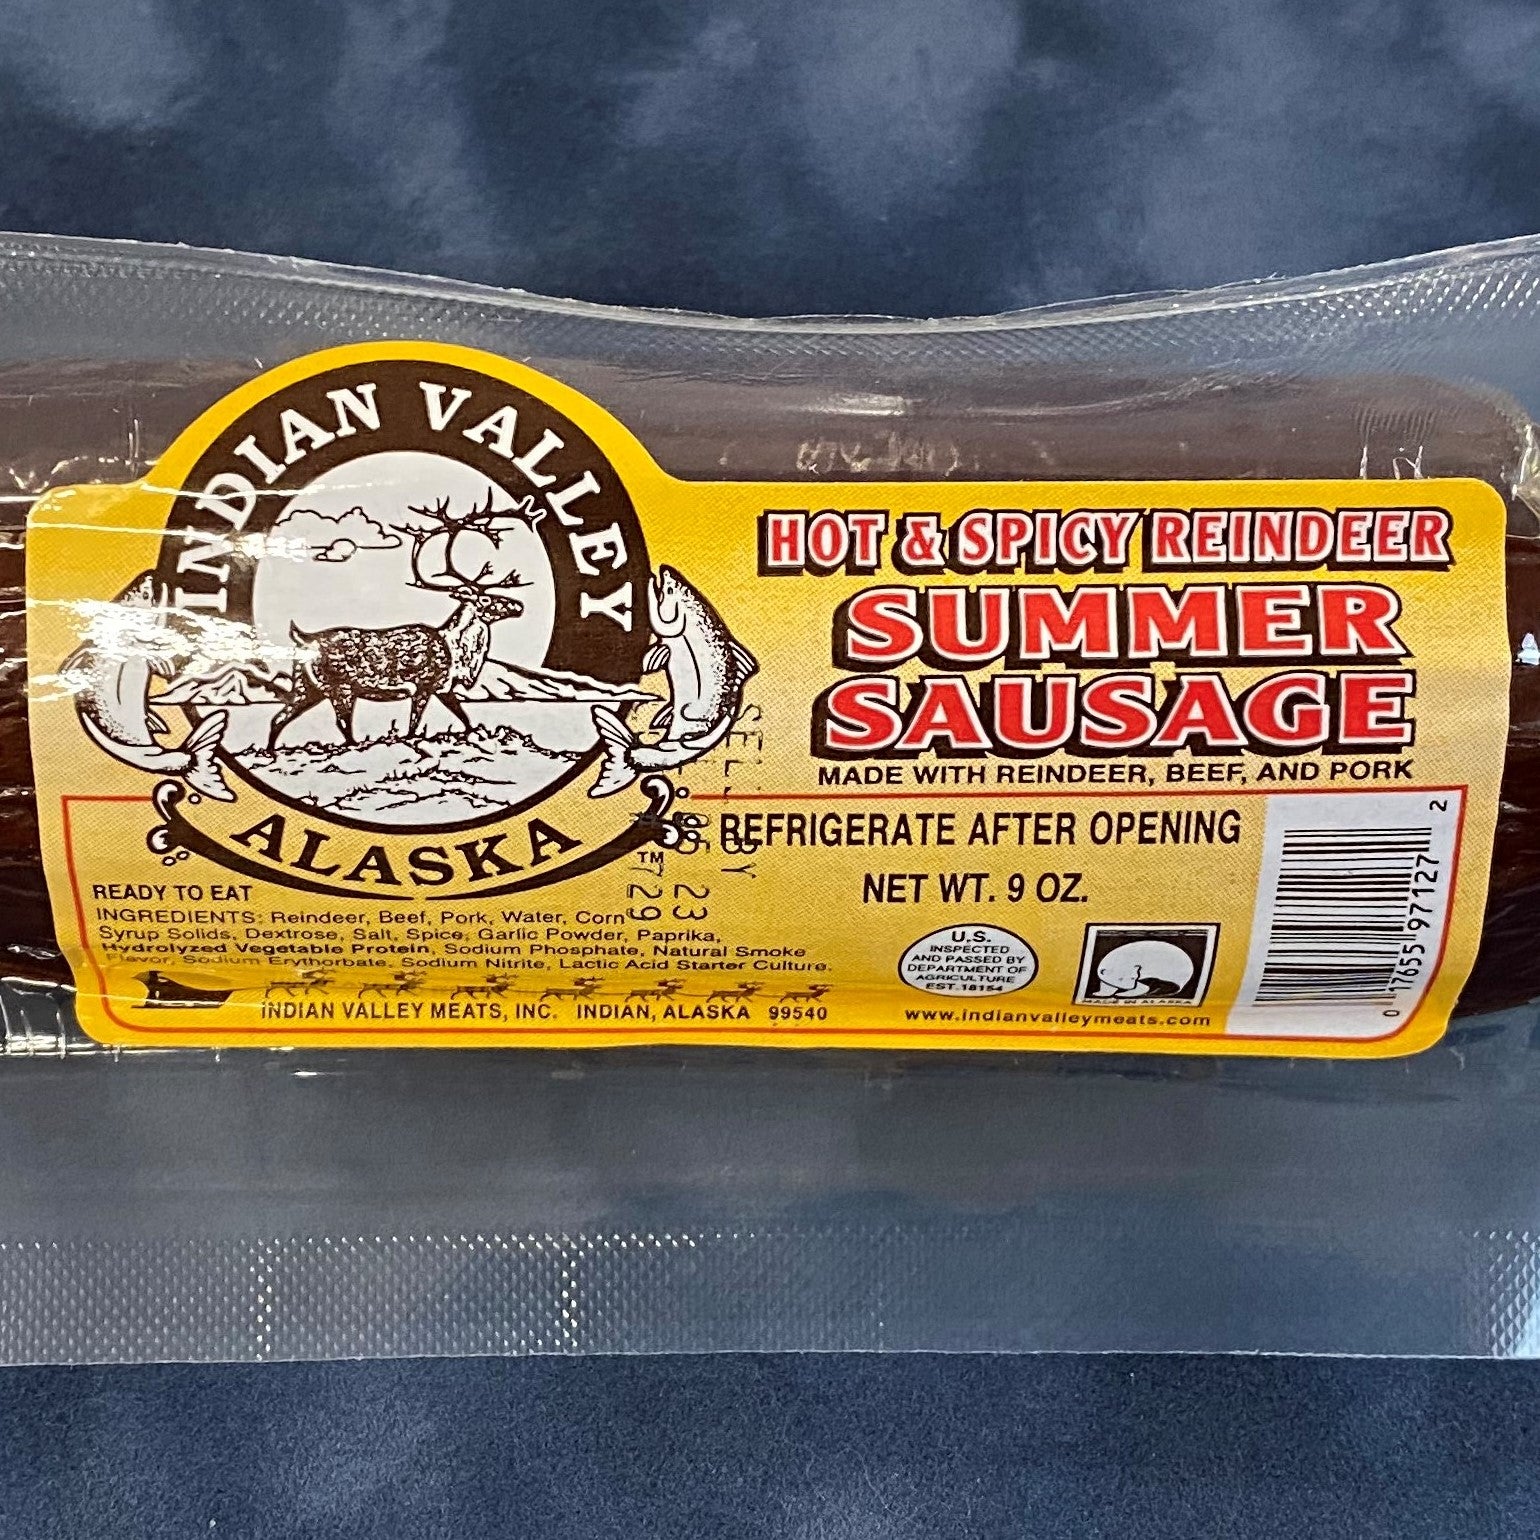 INDIAN VALLEY
ALASKA
TM
HOT & SPICY REINDEER
SUMMER
SAUSAGE
MADE WITH REINDEER, BEEF, AND PORK
REFRIGERATE AFTER OPENING
NET WT. 9 OZ.
SELL BY
23
29
READY TO EAT
INGREDIENTS: Reindeer, Beef, Pork, Water, Corn
Syrup Solids, Dextrose, Salt, Spice, Garlic Powder, Paprika,
Hydrolyzed Vegetable Protein, Sodium Phosphate, Natural Smoke
Flavor, Sodium Erythorbate, Sodium Nitrite, Lactic Acid Starter Culture.
INDIAN VALLEY MEATS, INC. INDIAN, ALASKA 99540
U.S.
INSPECTED
AND PASSED BY
DEPARTMENT OF
AGRICULTURE
EST.18154
MADE IN ALASKA
www.indianvalleymeats.com
0 17655 97127 2